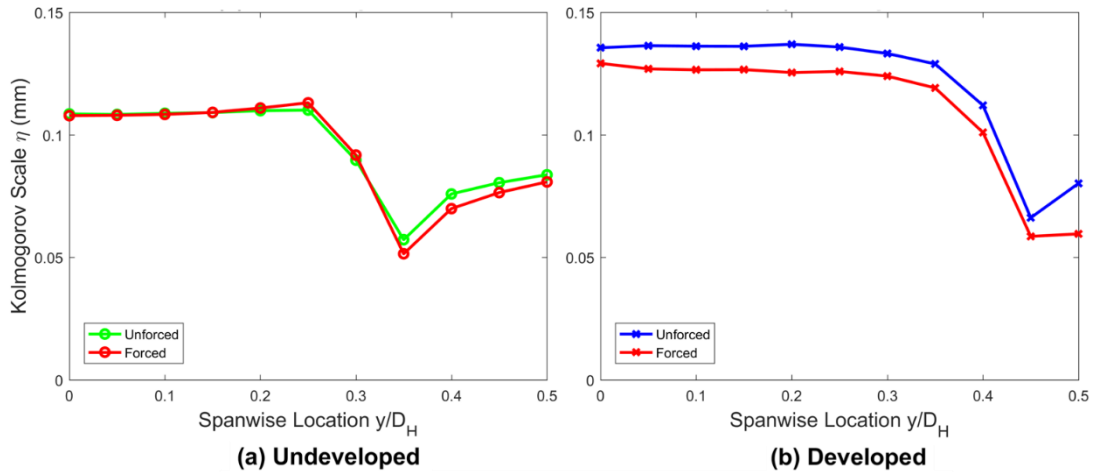 0.15
0.1
0.05
0
Kolmogorov Scale η (mm)
Unforced
Forced
0 0.1 0.2 0.3 0.4 0.5
Spanwise Location y/D_H
(a) Undeveloped
0.15
0.1
0.05
0
Unforced
Forced
0 0.1 0.2 0.3 0.4 0.5
Spanwise Location y/D_H
(b) Developed